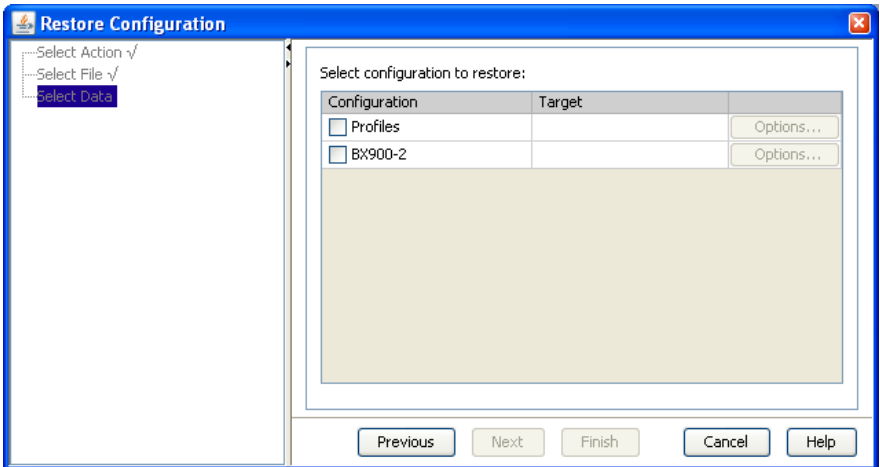 Restore Configuration
Select Action √
Select File √
Select Data
Select configuration to restore:
Configuration Target
Profiles Options...
BX900-2 Options...
Previous Next Finish Cancel Help